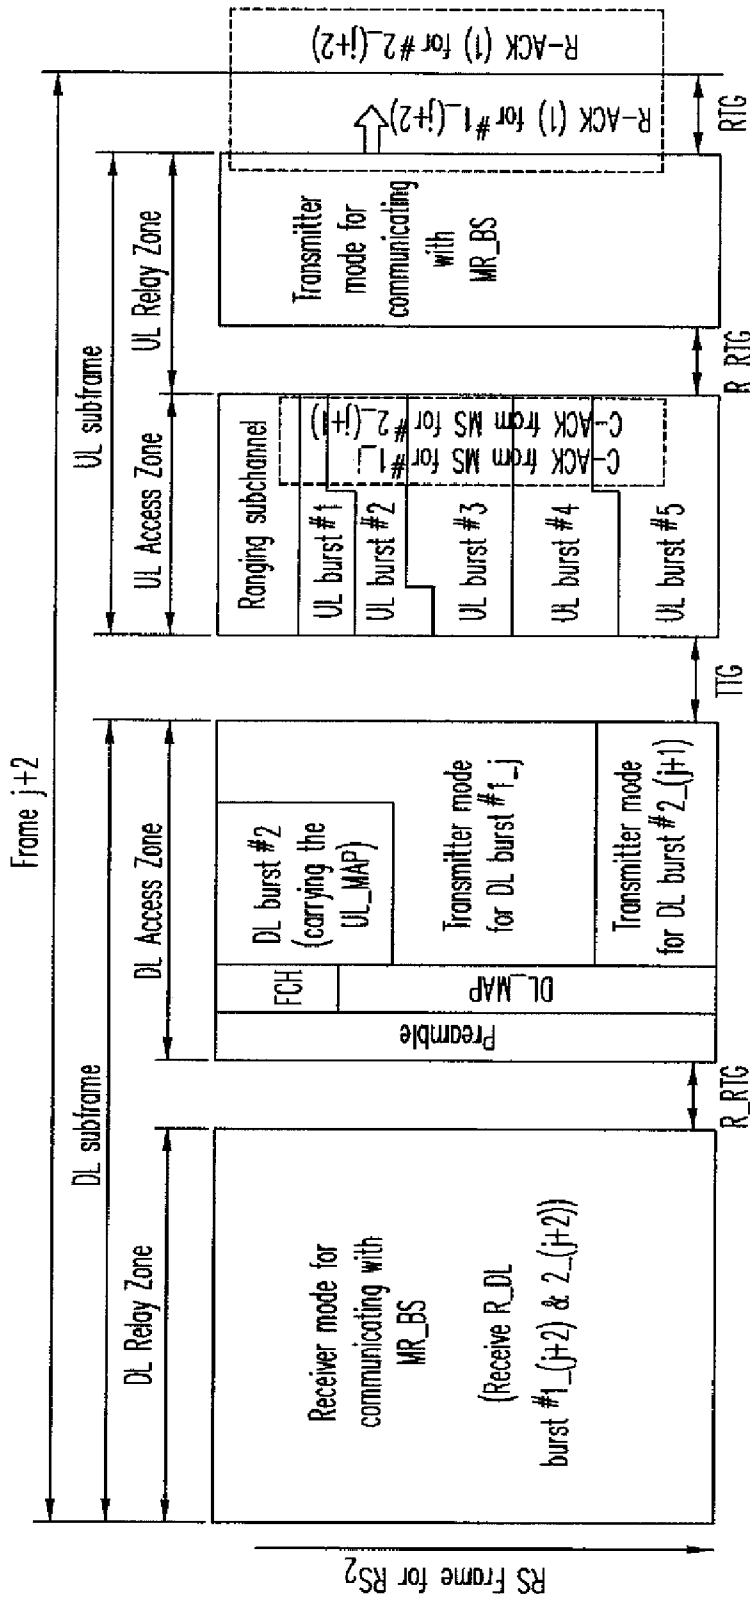 Frame j+2
DL subframe
UL subframe
DL Relay Zone
DL Access Zone
UL Access Zone
UL Relay Zone
RS Frame for RS2
Receiver mode for
communicating with
MR_BS
(Receive R_DL
burst #1_(j+2) & 2_(j+2))
R_RTG
Preamble
FCH
DL_MAP
DL burst #2
(carrying the
UL_MAP)
Transmitter mode
for DL burst #1_j
Transmitter mode
for DL burst #2_(j+1)
TTG
Ranging subchannel
UL burst #1
UL burst #2
UL burst #3
UL burst #4
UL burst #5
C-ACK from MS for #1_j
C-ACK from MS for #2_(j+1)
R_RTG
Transmitter
mode for
communicating
with
MR_BS
R-ACK (1) for #1_(j+2)
R-ACK (1) for #2_(j+2)
RTG